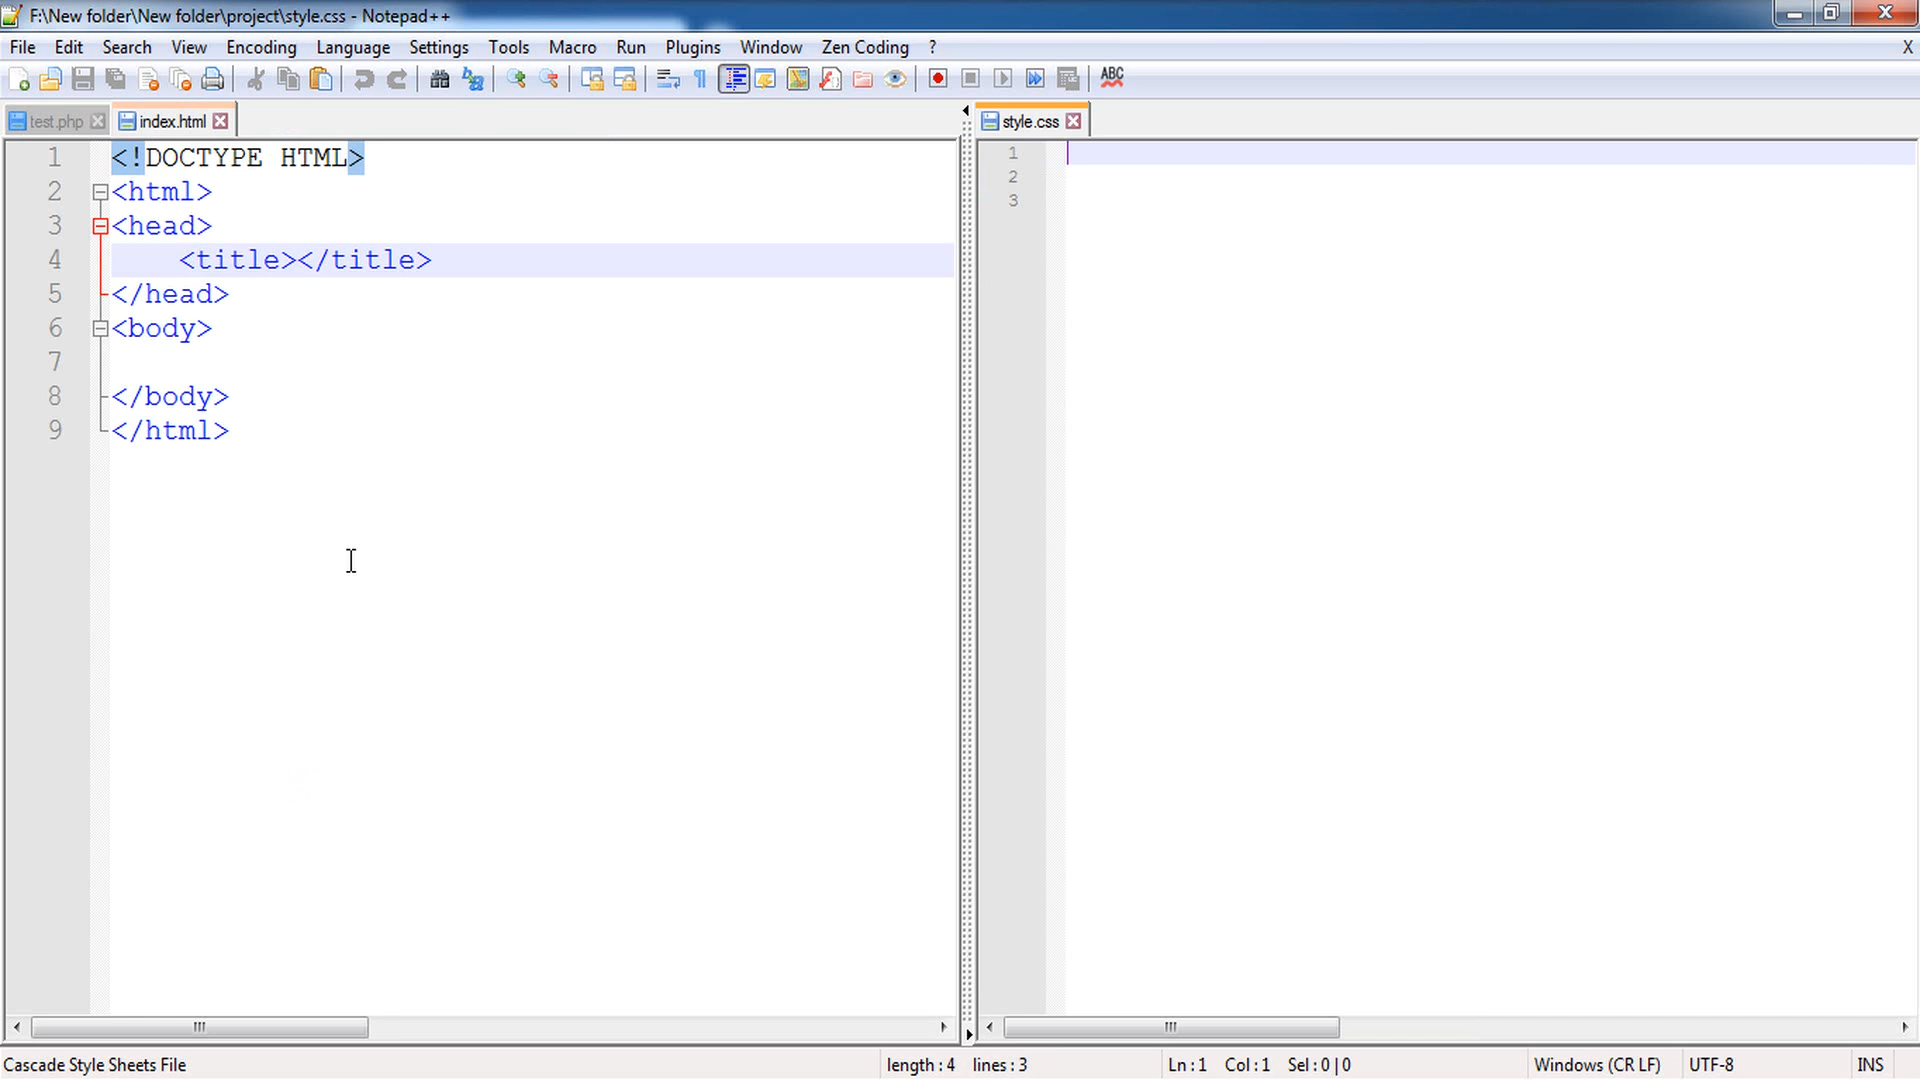 F:\New folder\New folder\project\style.css - Notepad++
File Edit Search View Encoding Language Settings Tools Macro Run Plugins Window Zen Coding ? X
ABC
test.php index.html style.css
1 <!DOCTYPE HTML>
2 <html>
3 <head>
4 <title></title>
5 </head>
6 <body>
7
8 </body>
9 </html>
1
2
3
Cascade Style Sheets File length : 4 lines : 3 Ln : 1 Col : 1 Sel : 0 | 0 Windows (CR LF) UTF-8 INS